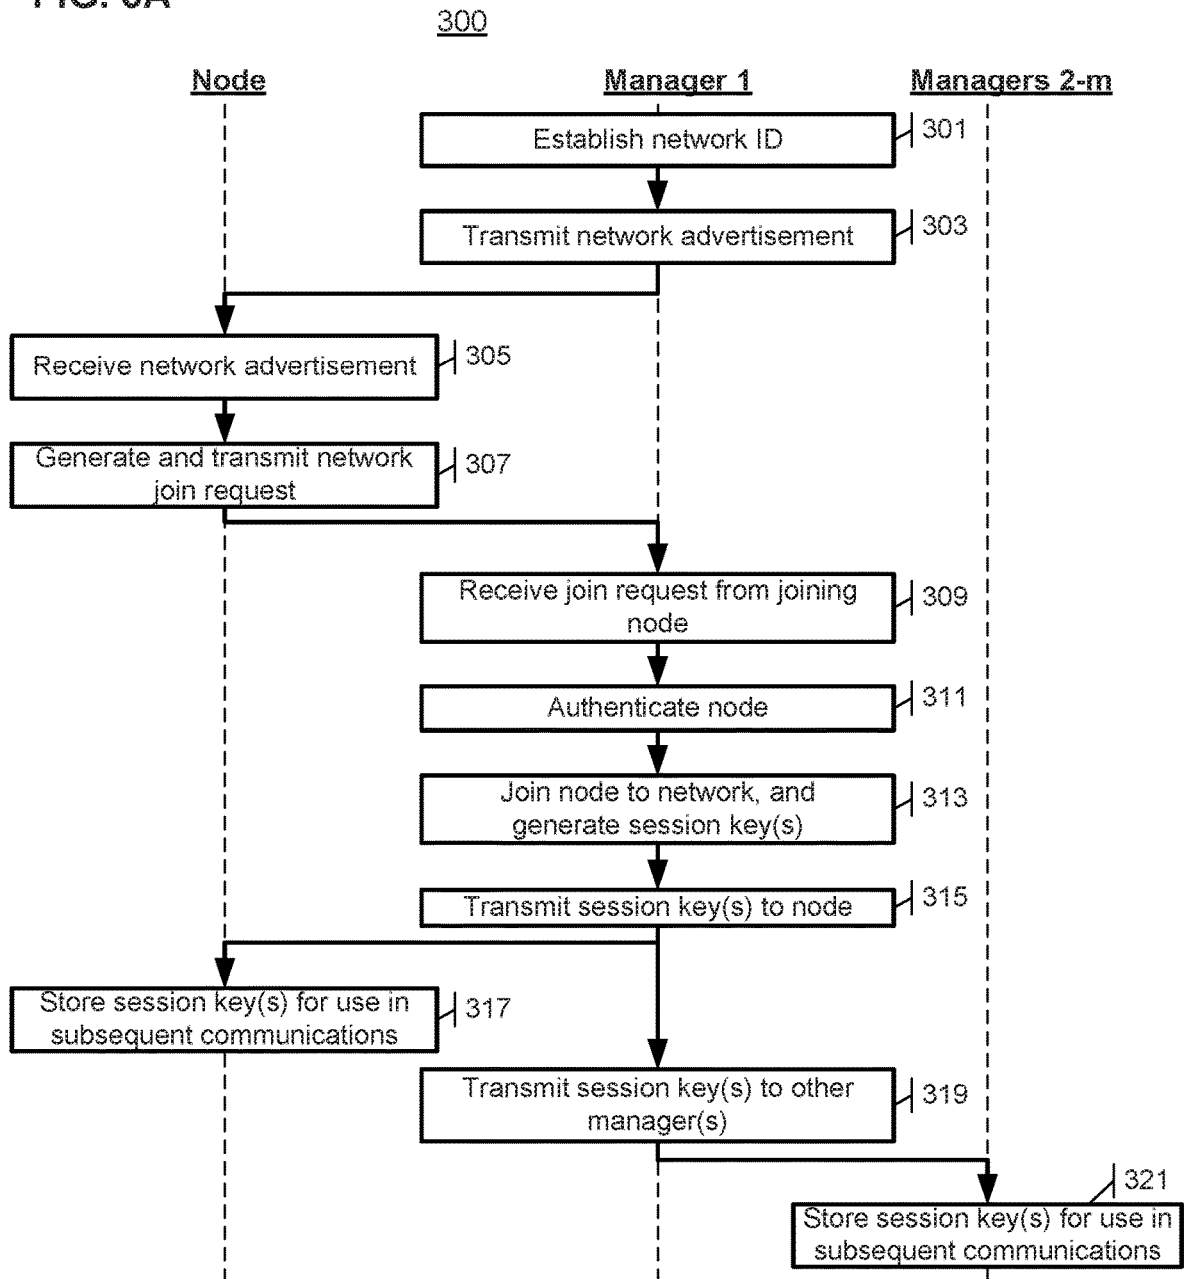 300
Node
Manager 1
Managers 2-m
Establish network ID
301
Transmit network advertisement
303
Receive network advertisement
305
Generate and transmit network
join request
307
Receive join request from joining
node
309
Authenticate node
311
Join node to network, and
generate session key(s)
313
Transmit session key(s) to node
315
Store session key(s) for use in
subsequent communications
317
Transmit session key(s) to other
manager(s)
319
321
Store session key(s) for use in
subsequent communications